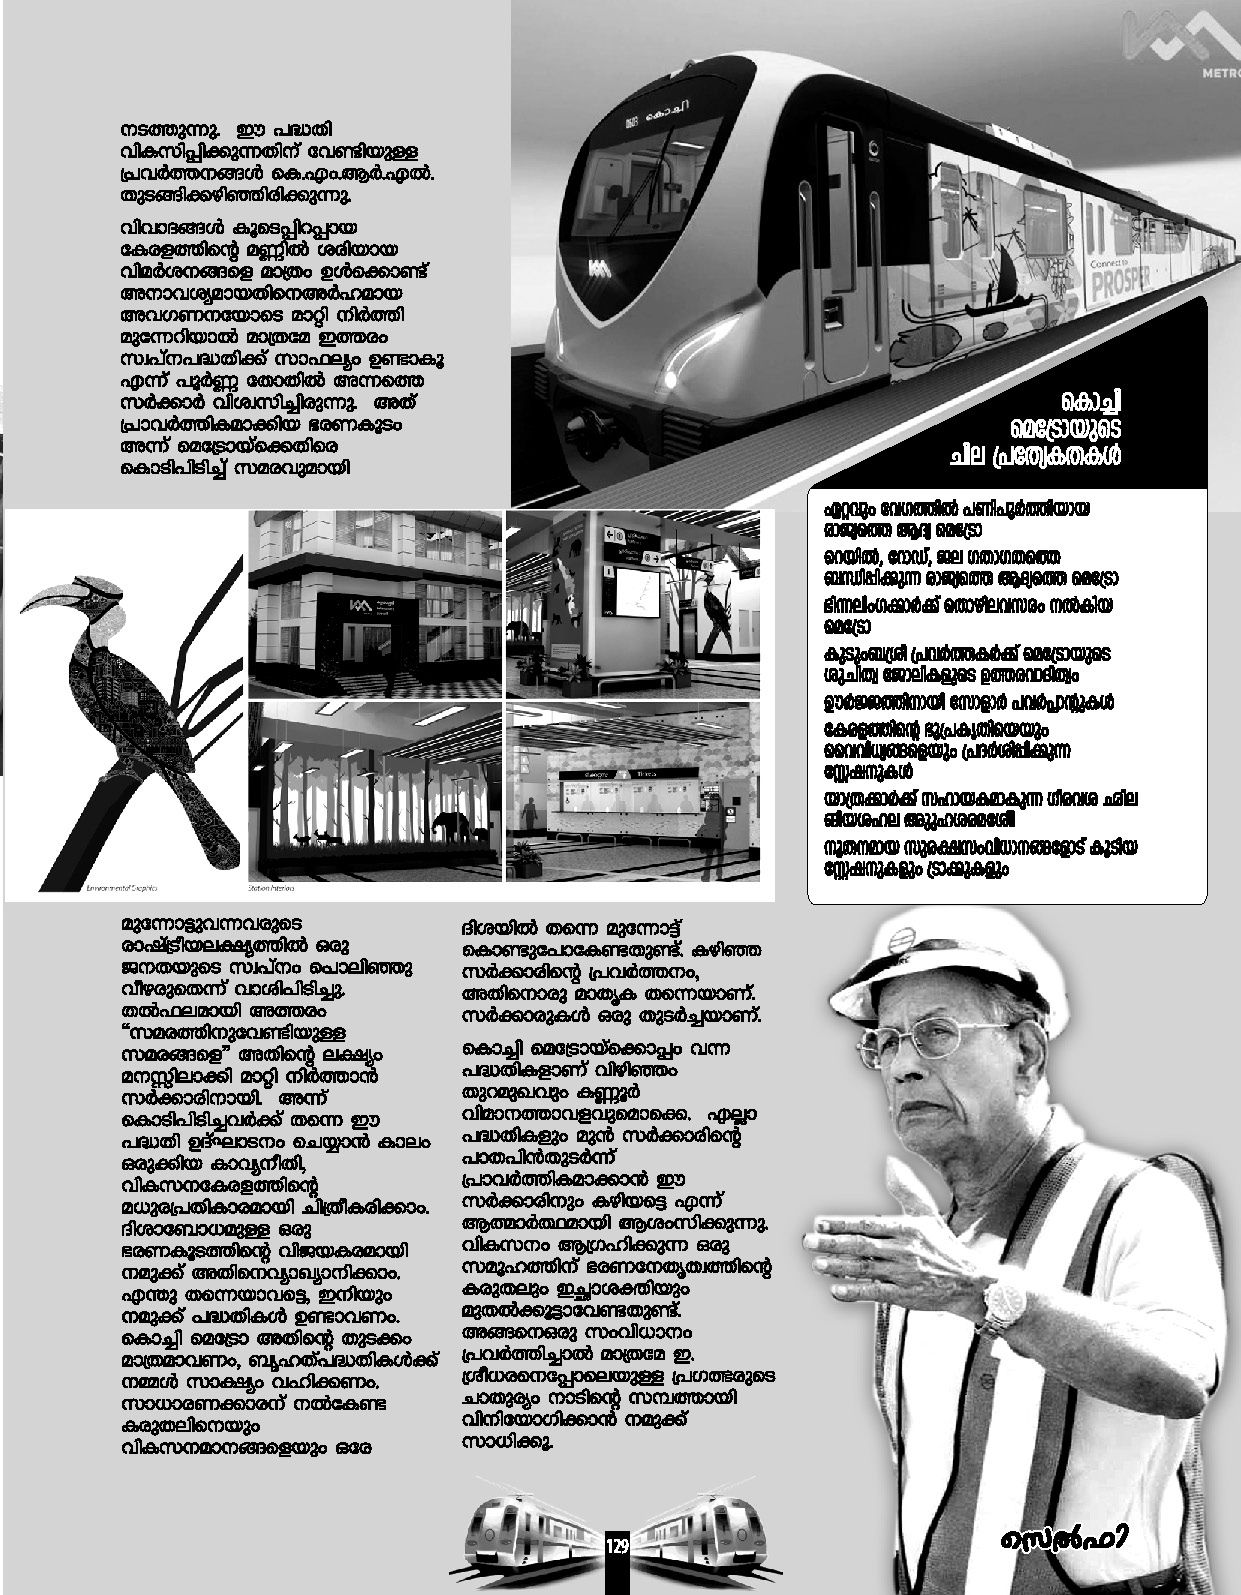 METRO
0603 കൊച്ചി
Connect to
PROSPER
നടത്തുന്നു. ഈ പദ്ധതി
വികസിപ്പിക്കുന്നതിന് വേണ്ടിയുള്ള
പ്രവർത്തനങ്ങൾ കെ.എം.ആർ.എൽ.
തുടങ്ങിക്കഴിഞ്ഞിരിക്കുന്നു.
വിവാദങ്ങൾ കൂടെപ്പിറപ്പായ
കേരളത്തിന്റെ മണ്ണിൽ ശരിയായ
വിമർശനങ്ങളെ മാത്രം ഉൾക്കൊണ്ട്
അനാവശ്യമായതിനെഅർഹമായ
അവഗണനയോടെ മാറ്റി നിർത്തി
മുന്നേറിയാൽ മാത്രമേ ഇത്തരം
സ്വപ്നപദ്ധതിക്ക് സാഫല്യം ഉണ്ടാകൂ
എന്ന് പൂർണ്ണ തോതിൽ അന്നത്തെ
സർക്കാർ വിശ്വസിച്ചിരുന്നു. അത്
പ്രാവർത്തികമാക്കിയ ഭരണകൂടം
അന്ന് മെട്രോയ്ക്കെതിരെ
കൊടിപിടിച്ച് സമരവുമായി
കൊച്ചി
മെട്രോയുടെ
ചില പ്രത്യേകതകൾ
ഏറ്റവും വേഗത്തിൽ പണിപൂർത്തിയായ
രാജ്യത്തെ ആദ്യ മെട്രോ
റെയിൽ, റോഡ്, ജല ഗതാഗതത്തെ
ബന്ധിപ്പിക്കുന്ന രാജ്യത്തെ ആദ്യത്തെ മെട്രോ
ഭിന്നലിംഗക്കാർക്ക് തൊഴിലവസരം നൽകിയ
മെട്രോ
കുടുംബശ്രീ പ്രവർത്തകർക്ക് മെട്രോയുടെ
ശുചിത്വ ജോലികളുടെ ഉത്തരവാദിത്വം
ഊർജ്ജത്തിനായി സോളാർ പവർപ്ലാന്റുകൾ
കേരളത്തിന്റെ ഭൂപ്രകൃതിയെയും
വൈവിധ്യങ്ങളെയും പ്രദർശിപ്പിക്കുന്ന
സ്റ്റേഷനുകൾ
യാത്രക്കാർക്ക് സഹായകമാകുന്ന
നൂതനമായ സുരക്ഷസംവിധാനങ്ങളോട് കൂടിയ
സ്റ്റേഷനുകളും ട്രാക്കുകളും
Environmental Graphics
Station Interiors
മുന്നോട്ടുവന്നവരുടെ
രാഷ്ട്രീയലക്ഷ്യത്തിൽ ഒരു
ജനതയുടെ സ്വപ്നം പൊലിഞ്ഞു
വീഴരുതെന്ന് വാശിപിടിച്ചു.
തൽഫലമായി അത്തരം
“സമരത്തിനുവേണ്ടിയുള്ള
സമരങ്ങളെ” അതിന്റെ ലക്ഷ്യം
മനസ്സിലാക്കി മാറ്റി നിർത്താൻ
സർക്കാരിനായി. അന്ന്
കൊടിപിടിച്ചവർക്ക് തന്നെ ഈ
പദ്ധതി ഉദ്ഘാടനം ചെയ്യാൻ കാലം
ഒരുക്കിയ കാവ്യനീതി,
വികസനകേരളത്തിന്റെ
മധുരപ്രതികാരമായി ചിത്രീകരിക്കാം.
ദിശാബോധമുള്ള ഒരു
ഭരണകൂടത്തിന്റെ വിജയകരമായി
നമുക്ക് അതിനെവ്യാഖ്യാനിക്കാം.
എന്തു തന്നെയാവട്ടെ, ഇനിയും
നമുക്ക് പദ്ധതികൾ ഉണ്ടാവണം.
കൊച്ചി മെട്രോ അതിന്റെ തുടക്കം
മാത്രമാവണം, ബൃഹത്പദ്ധതികൾക്ക്
നമ്മൾ സാക്ഷ്യം വഹിക്കണം.
സാധാരണക്കാരന് നൽകേണ്ട
കരുതലിനെയും
വികസനമാനങ്ങളെയും ഒരേ
ദിശയിൽ തന്നെ മുന്നോട്ട്
കൊണ്ടുപോകേണ്ടതുണ്ട്. കഴിഞ്ഞ
സർക്കാരിന്റെ പ്രവർത്തനം,
അതിനൊരു മാതൃക തന്നെയാണ്.
സർക്കാരുകൾ ഒരു തുടർച്ചയാണ്.
കൊച്ചി മെട്രോയ്ക്കൊപ്പം വന്ന
പദ്ധതികളാണ് വിഴിഞ്ഞം
തുറമുഖവും കണ്ണൂർ
വിമാനത്താവളവുമൊക്കെ. എല്ലാ
പദ്ധതികളും മുൻ സർക്കാരിന്റെ
പാതപിൻതുടർന്ന്
പ്രാവർത്തികമാക്കാൻ ഈ
സർക്കാരിനും കഴിയട്ടെ എന്ന്
ആത്മാർത്ഥമായി ആശംസിക്കുന്നു.
വികസനം ആഗ്രഹിക്കുന്ന ഒരു
സമൂഹത്തിന് ഭരണനേതൃത്വത്തിന്റെ
കരുതലും ഇച്ഛാശക്തിയും
മുതൽക്കൂട്ടാവേണ്ടതുണ്ട്.
അങ്ങനെഒരു സംവിധാനം
പ്രവർത്തിച്ചാൽ മാത്രമേ ഇ.
ശ്രീധരനെപ്പോലെയുള്ള പ്രഗത്ഭരുടെ
ചാതുര്യം നാടിന്റെ സമ്പത്തായി
വിനിയോഗിക്കാൻ നമുക്ക്
സാധിക്കൂ.
129
സെൽഫി